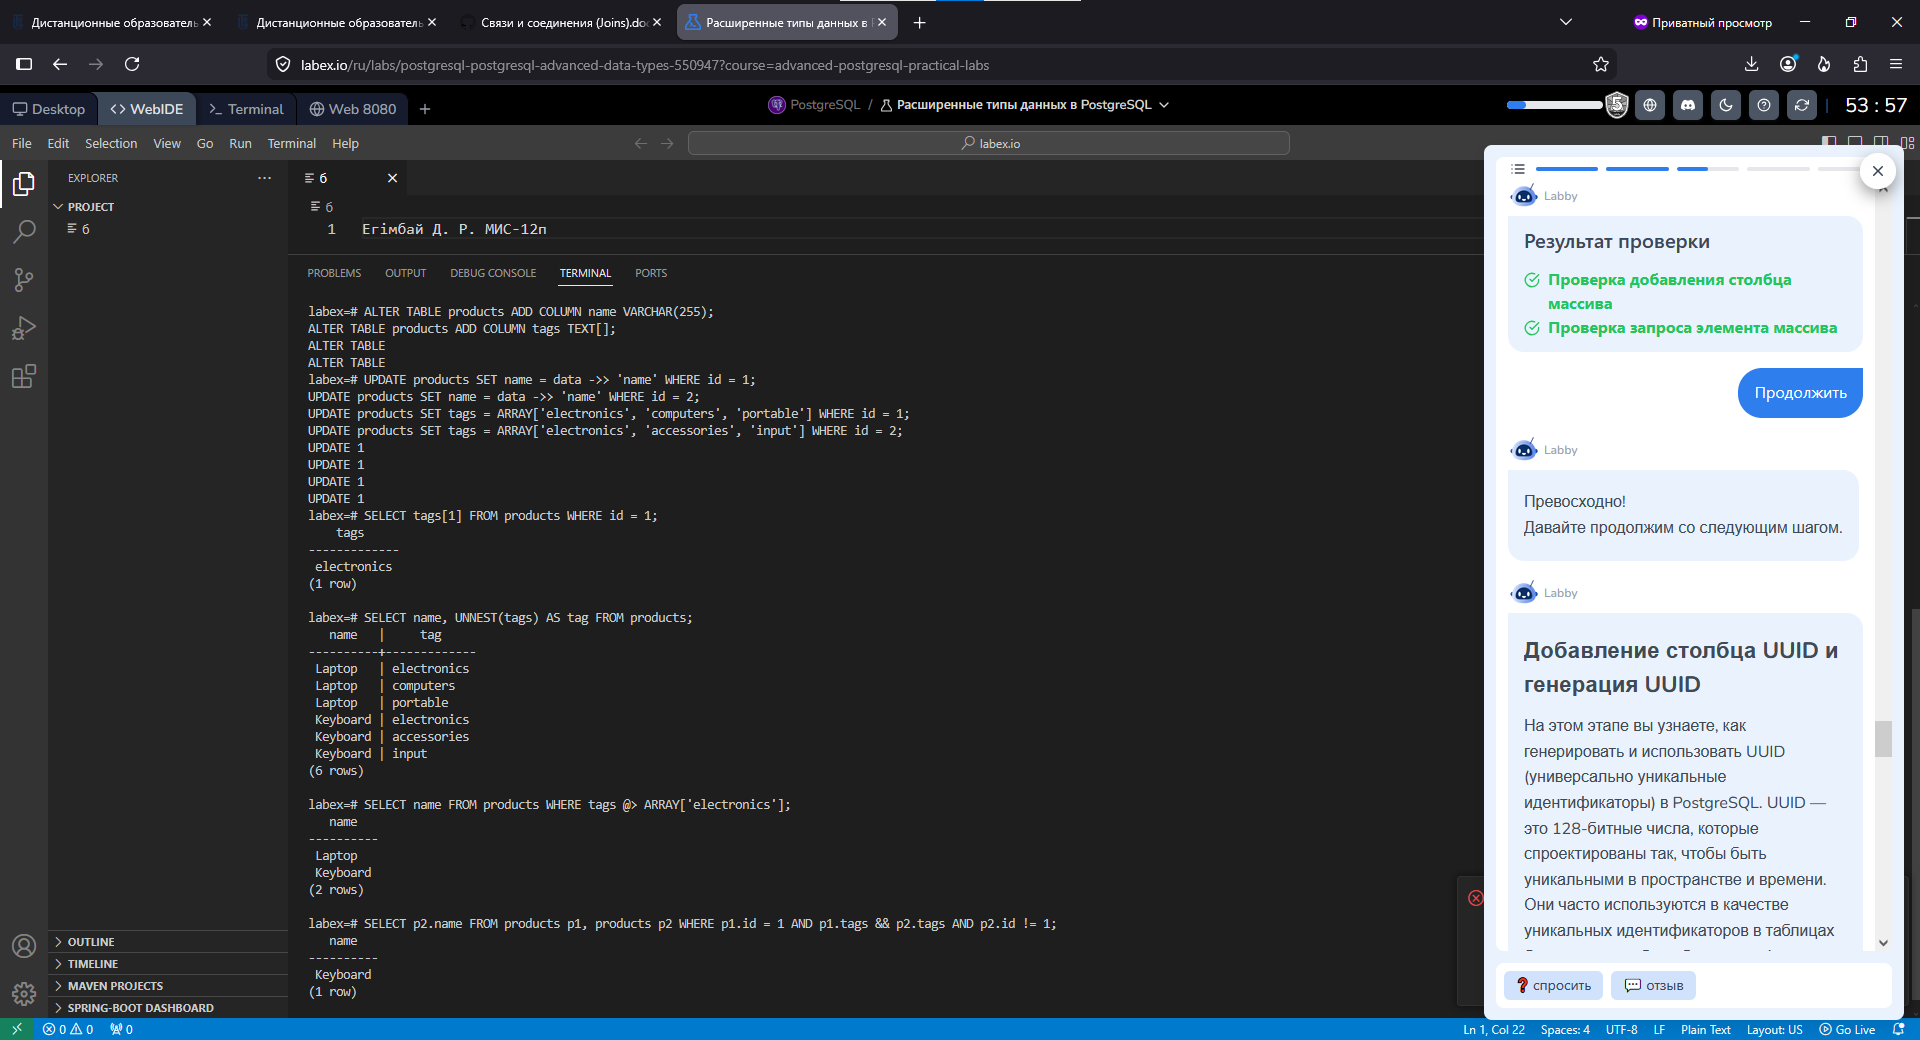 Дистанционные образователь
Дистанционные образователь
Связи и соединения (Joins).do
Расширенные типы данных в
Приватный просмотр
labex.io/ru/labs/postgresql-postgresql-advanced-data-types-550947?course=advanced-postgresql-practical-labs
Desktop
WebIDE
Terminal
Web 8080
PostgreSQL / Расширенные типы данных в PostgreSQL
5
53 : 57
File Edit Selection View Go Run Terminal Help
labex.io
EXPLORER
PROJECT
б
OUTLINE
TIMELINE
MAVEN PROJECTS
SPRING-BOOT DASHBOARD
б
б
1 Егімбай Д. Р. МИС-12п
PROBLEMS OUTPUT DEBUG CONSOLE TERMINAL PORTS
labex=# ALTER TABLE products ADD COLUMN name VARCHAR(255);
ALTER TABLE products ADD COLUMN tags TEXT[];
ALTER TABLE
ALTER TABLE
labex=# UPDATE products SET name = data ->> 'name' WHERE id = 1;
UPDATE products SET name = data ->> 'name' WHERE id = 2;
UPDATE products SET tags = ARRAY['electronics', 'computers', 'portable'] WHERE id = 1;
UPDATE products SET tags = ARRAY['electronics', 'accessories', 'input'] WHERE id = 2;
UPDATE 1
UPDATE 1
UPDATE 1
UPDATE 1
labex=# SELECT tags[1] FROM products WHERE id = 1;
tags
-------------
electronics
(1 row)
labex=# SELECT name, UNNEST(tags) AS tag FROM products;
name | tag
----------+-------------
Laptop | electronics
Laptop | computers
Laptop | portable
Keyboard | electronics
Keyboard | accessories
Keyboard | input
(6 rows)
labex=# SELECT name FROM products WHERE tags @> ARRAY['electronics'];
name
----------
Laptop
Keyboard
(2 rows)
labex=# SELECT p2.name FROM products p1, products p2 WHERE p1.id = 1 AND p1.tags && p2.tags AND p2.id != 1;
name
----------
Keyboard
(1 row)
Labby
Результат проверки
Проверка добавления столбца
массива
Проверка запроса элемента массива
Продолжить
Labby
Превосходно!
Давайте продолжим со следующим шагом.
Labby
Добавление столбца UUID и
генерация UUID
На этом этапе вы узнаете, как
генерировать и использовать UUID
(универсально уникальные
идентификаторы) в PostgreSQL. UUID —
это 128-битные числа, которые
спроектированы так, чтобы быть
уникальными в пространстве и времени.
Они часто используются в качестве
уникальных идентификаторов в таблицах
спросить
отзыв
0 0 0
Ln 1, Col 22 Spaces: 4 UTF-8 LF Plain Text Layout: US Go Live